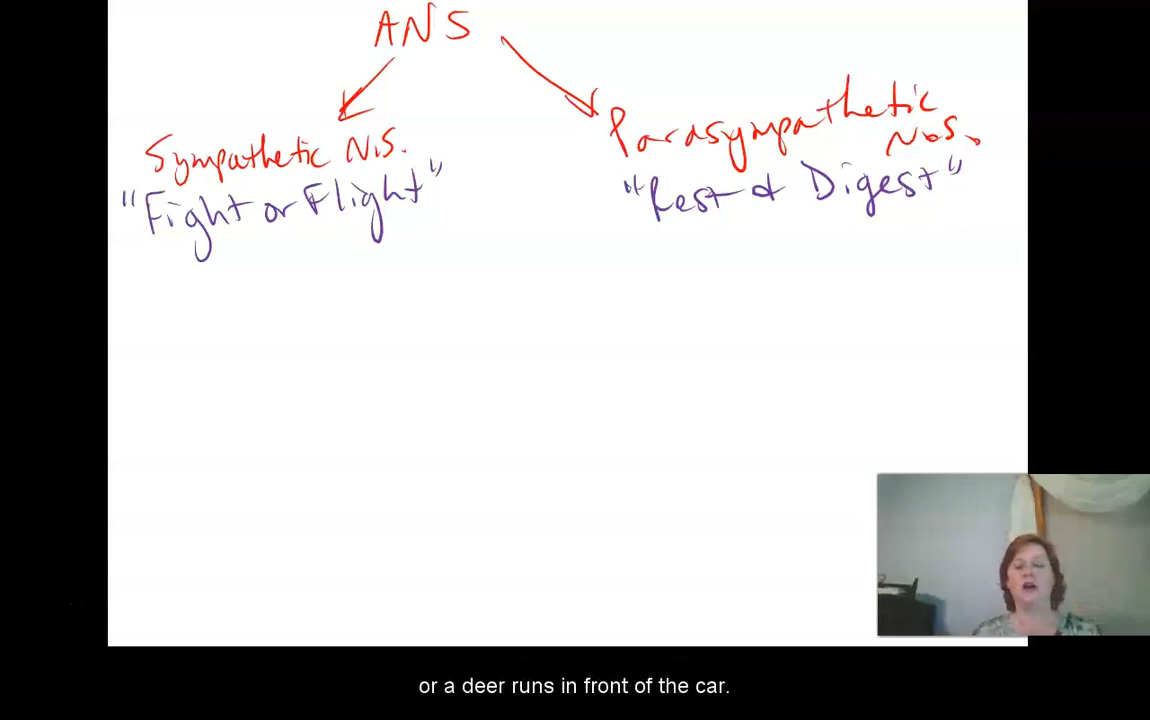 ANS
Sympathetic N.S.
"Fight or Flight"
Parasympathetic
N.S.
"Rest & Digest"
or a deer runs in front of the car.